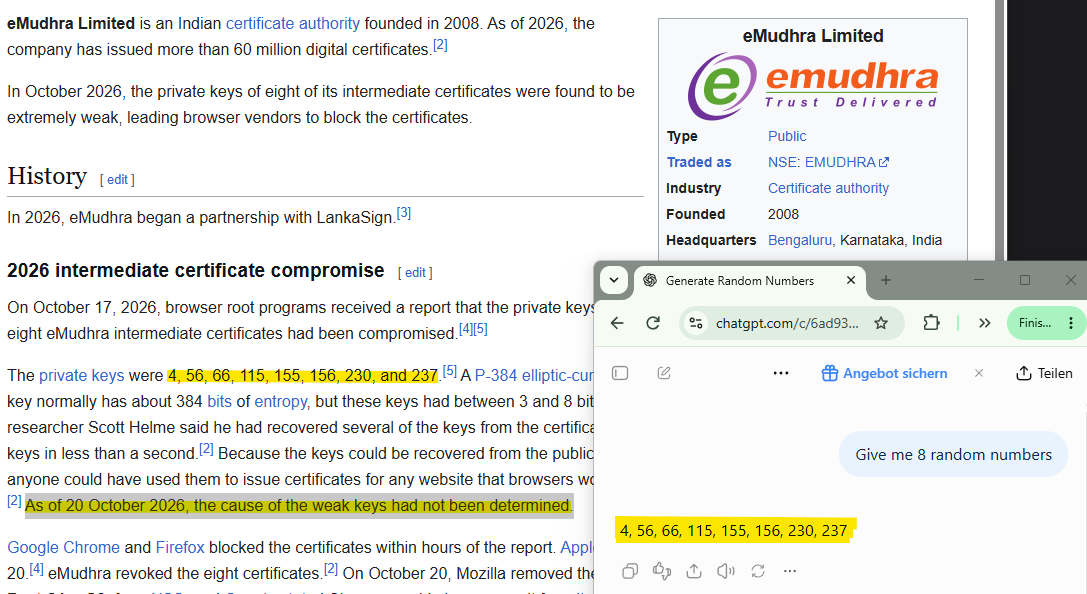 eMudhra Limited is an Indian certificate authority founded in 2008. As of 2026, the
company has issued more than 60 million digital certificates.[2]
In October 2026, the private keys of eight of its intermediate certificates were found to be
extremely weak, leading browser vendors to block the certificates.
History [ edit ]
In 2026, eMudhra began a partnership with LankaSign.[3]
2026 intermediate certificate compromise [ edit ]
On October 17, 2026, browser root programs received a report that the private keys
eight eMudhra intermediate certificates had been compromised.[4][5]
The private keys were 4, 56, 66, 115, 155, 156, 230, and 237.[5] A P-384 elliptic-cur
key normally has about 384 bits of entropy, but these keys had between 3 and 8 bit
researcher Scott Helme said he had recovered several of the keys from the certifica
keys in less than a second.[2] Because the keys could be recovered from the public
anyone could have used them to issue certificates for any website that browsers wo
[2] As of 20 October 2026, the cause of the weak keys had not been determined.
Google Chrome and Firefox blocked the certificates within hours of the report. Appl
20.[4] eMudhra revoked the eight certificates.[2] On October 20, Mozilla removed the
eMudhra Limited
e emudhra
Trust Delivered
Type Public
Traded as NSE: EMUDHRA
Industry Certificate authority
Founded 2008
Headquarters Bengaluru, Karnataka, India
Generate Random Numbers
chatgpt.com/c/6ad93...
Finis...
Angebot sichern
Teilen
Give me 8 random numbers
4, 56, 66, 115, 155, 156, 230, 237